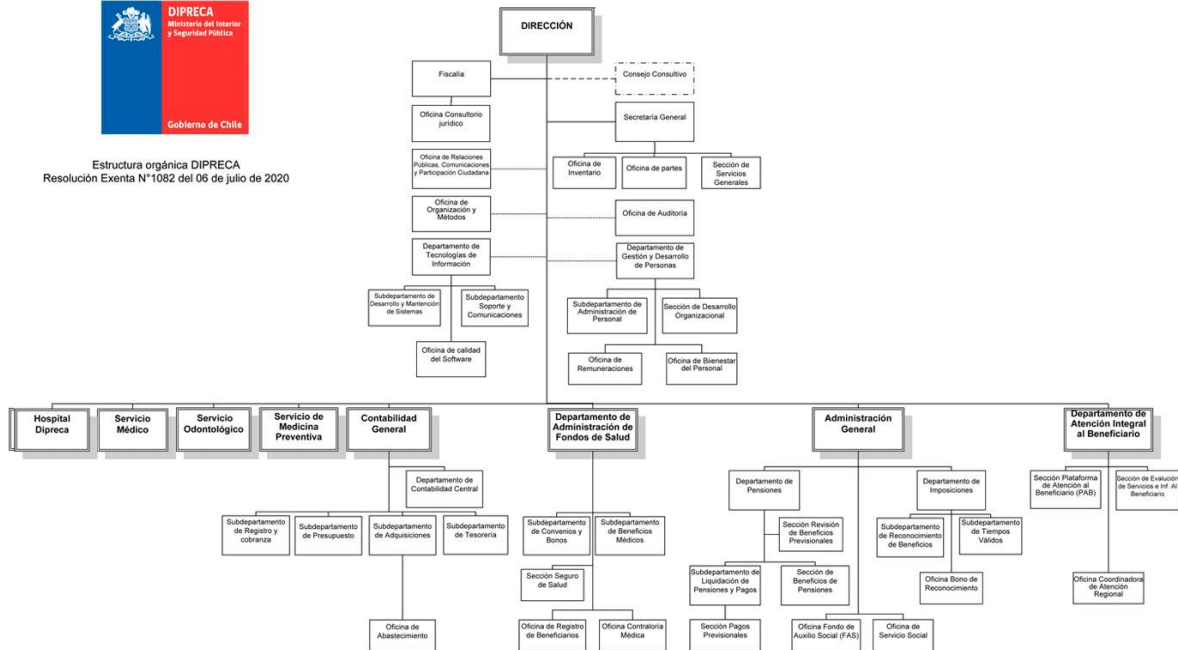 DIPRECA
Ministerio del Interior
y Seguridad Pública
Gobierno de Chile
Estructura orgánica DIPRECA
Resolución Exenta N°1082 del 06 de julio de 2020
DIRECCIÓN
Fiscalía
Consejo Consultivo
Oficina Consultorio
jurídico
Secretaría General
Oficina de Relaciones
Públicas, Comunicaciones
y Participación Ciudadana
Oficina de
Inventario
Oficina de partes
Sección de
Servicios
Generales
Oficina de
Organización y
Métodos
Oficina de Auditoría
Departamento de
Tecnologías de
Información
Departamento de
Gestión y Desarrollo
de Personas
Subdepartamento de
Desarrollo y Mantención
de Sistemas
Subdepartamento
Soporte y
Comunicaciones
Subdepartamento de
Administración de
Personal
Sección de Desarrollo
Organizacional
Oficina de calidad
del Software
Oficina de
Remuneraciones
Oficina de Biienestar
del Personal
Hospital
Dipreca
Servicio
Médico
Servicio
Odontológico
Servicio de
Medicina
Preventiva
Contabilidad
General
Departamento de
Administración de
Fondos de Salud
Administración
General
Departamento de
Atención Integral
al Beneficiario
Departamento de
Contabilidad Central
Subdepartamento
de Registro y
cobranza
Subdepartamento
de Presupuesto
Subdepartamento
de Adquisiciones
Subdepartamento
de Tesorería
Oficina de
Abastecimiento
Subdepartamento
de Convenios y
Bonos
Subdepartamento
de Beneficios
Médicos
Sección Seguro
de Salud
Oficina de Registro
de Beneficiarios
Oficina Contraloría
Médica
Departamento de
Pensiones
Departamento de
Imposiciones
Sección Revisión
de Beneficios
Previsionales
Subdepartamento
de Reconocimiento
de Beneficios
Subdepartamento
de Tiempos
Válidos
Subdepartamento de
Liquidación de
Pensiones y Pagos
Sección de
Beneficios de
Pensiones
Oficina Bono de
Reconocimiento
Sección Pagos
Previsionales
Oficina Fondo de
Auxilio Social (FAS)
Oficina de
Servicio Social
Sección Plataforma
de Atención al
Beneficiario (PAB)
Sección de Evalución
de Servicios e Inf. Al
Beneficiario
Oficina Coordinadora
de Atención
Regional